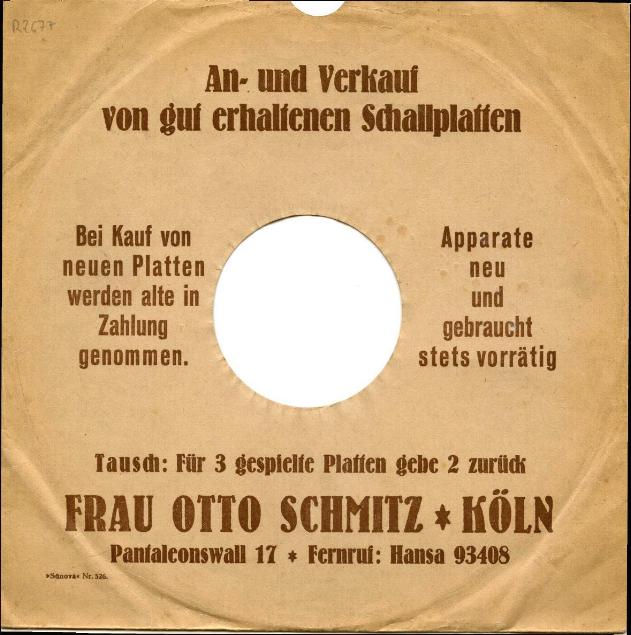 R2677
An- und Verkauf
von gut erhaltenen Schallplatten
Bei Kauf von
neuen Platten
werden alte in
Zahlung
genommen.
Apparate
neu
und
gebraucht
stets vorrätig
Tausch: Für 3 gespielte Platten gebe 2 zurück
FRAU OTTO SCHMITZ * KÖLN
Pantaleonswall 17 * Fernruf: Hansa 93408
»Sünova« Nr. 526.